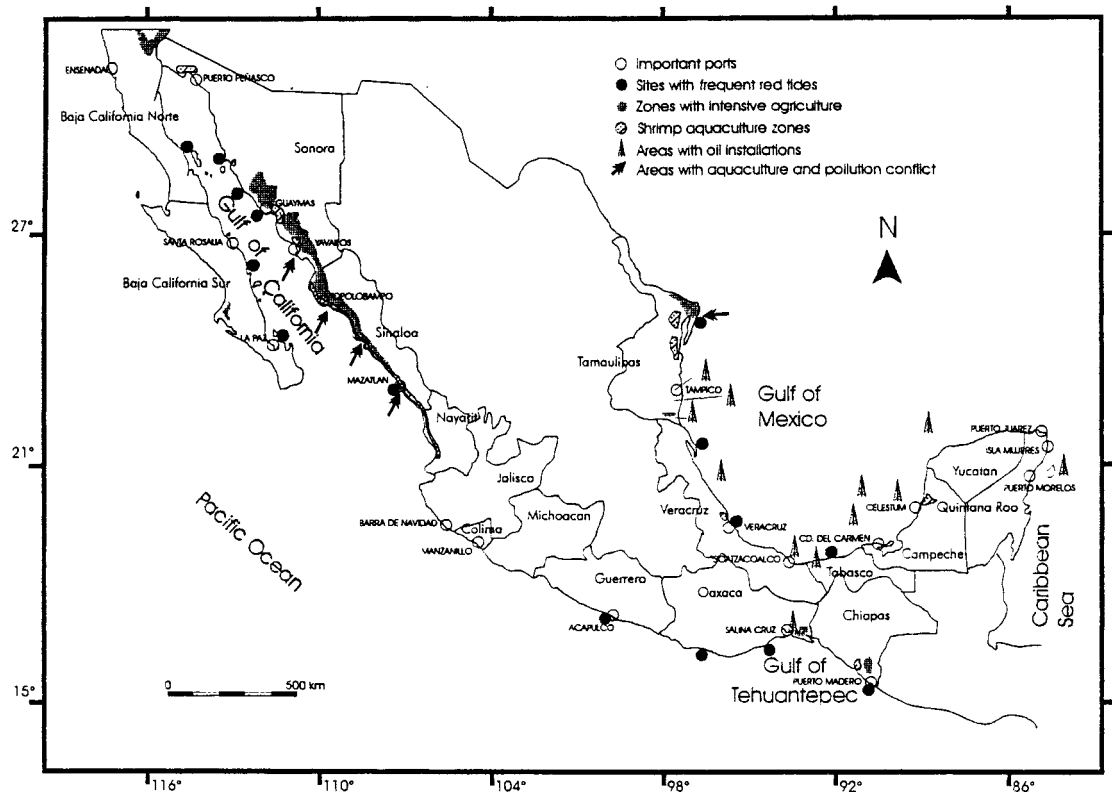 Important ports
Sites with frequent red tides
Zones with intensive agriculture
Shrimp aquaculture zones
Areas with oil installations
Areas with aquaculture and pollution conflict
ENSENADA
PUERTO PEÑASCO
Baja California Norte
Sonora
GUAYMAS
Gulf of California
27°
27°
N
SANTA ROSALIA
YAVAROS
Baja California Sur
TOPOLOBAMPO
Sinaloa
LA PAZ
MAZATLAN
Tamaulipas
TAMPICO
Gulf of
Mexico
Nayarit
PUERTO JUAREZ
ISLA MUJERES
21°
21°
Yucatan
Jalisco
PUERTO MORELOS
CELESTUM
Quintana Roo
Veracruz
Michoacan
BARRA DE NAVIDAD
Colima
VERACRUZ
CD. DEL CARMEN
MANZANILLO
COATZACOALCO
Campeche
Pacific Ocean
Tabasco
Guerrero
Oaxaca
Chiapas
Caribbean
Sea
ACAPULCO
SALINA CRUZ
Gulf of
Tehuantepec
PUERTO MADERO
0
500 km
15°
15°
116°
110°
104°
98°
92°
86°